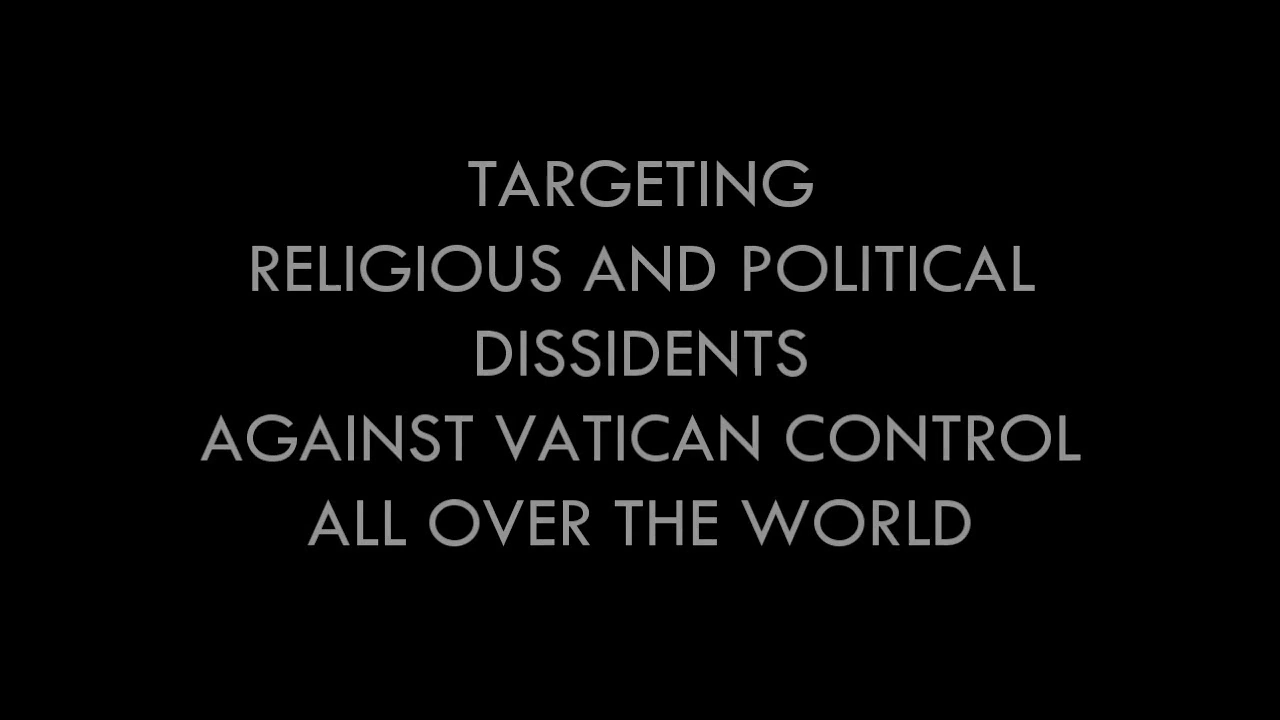 TARGETING
RELIGIOUS AND POLITICAL
DISSIDENTS
AGAINST VATICAN CONTROL
ALL OVER THE WORLD